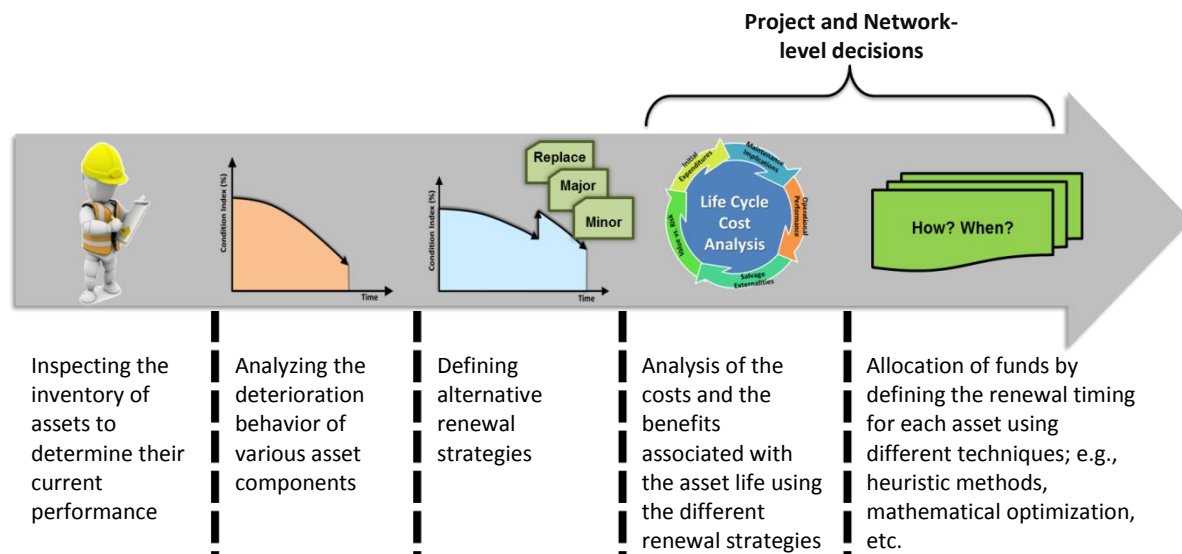 Project and Network-
level decisions
Condition Index (%)
Time
Condition Index (%)
Time
Replace
Major
Minor
Initial
Expenditures
Maintenance
Implications
Operational
Performance
Salvage
Externalities
Value vs. Risk
Life Cycle
Cost
Analysis
How? When?
Inspecting the
inventory of
assets to
determine their
current
performance
Analyzing the
deterioration
behavior of
various asset
components
Defining
alternative
renewal
strategies
Analysis of the
costs and the
benefits
associated with
the asset life using
the different
renewal strategies
Allocation of funds by
defining the renewal timing
for each asset using
different techniques; e.g.,
heuristic methods,
mathematical optimization,
etc.